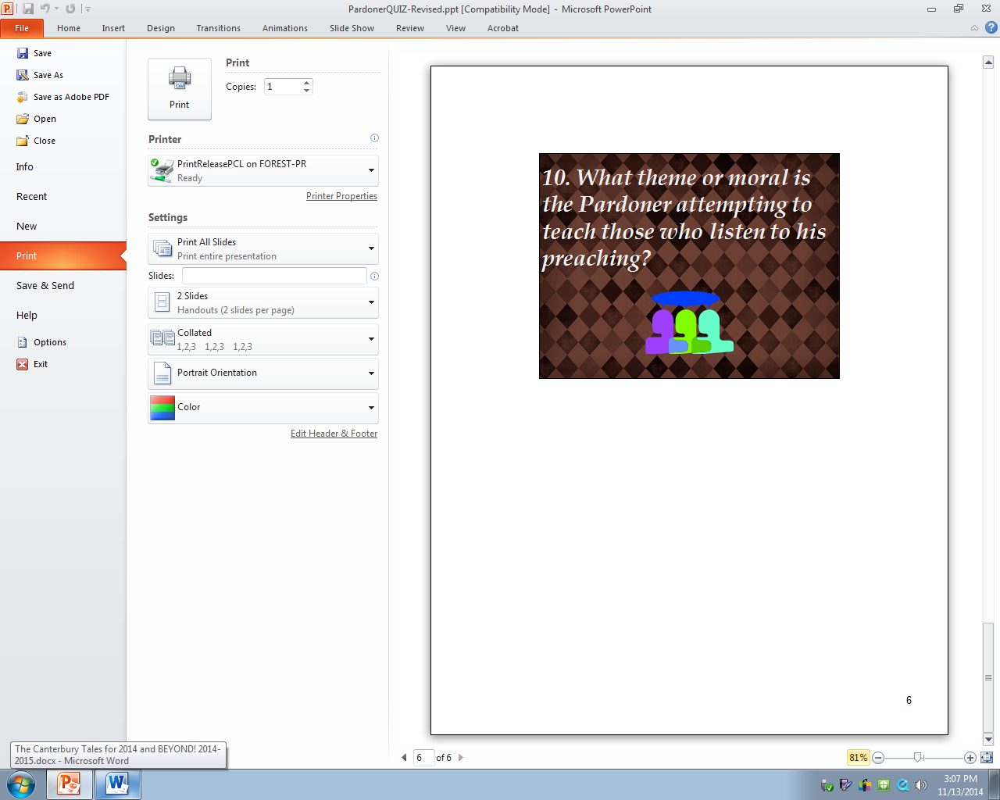 PardonerQUIZ-Revised.ppt [Compatibility Mode] - Microsoft PowerPoint
File Home Insert Design Transitions Animations Slide Show Review View Acrobat
Save
Save As
Save as Adobe PDF
Open
Close
Info
Recent
New
Print
Save & Send
Help
Options
Exit
Print
Print
Copies: 1
Printer
PrintReleasePCL on FOREST-PR
Ready
Printer Properties
Settings
Print All Slides
Print entire presentation
Slides:
2 Slides
Handouts (2 slides per page)
Collated
1,2,3 1,2,3 1,2,3
Portrait Orientation
Color
Edit Header & Footer
10. What theme or moral is
the Pardoner attempting to
teach those who listen to his
preaching?
6
6 of 6
81%
The Canterbury Tales for 2014 and BEYOND! 2014-
2015.docx - Microsoft Word
3:07 PM
11/13/2014